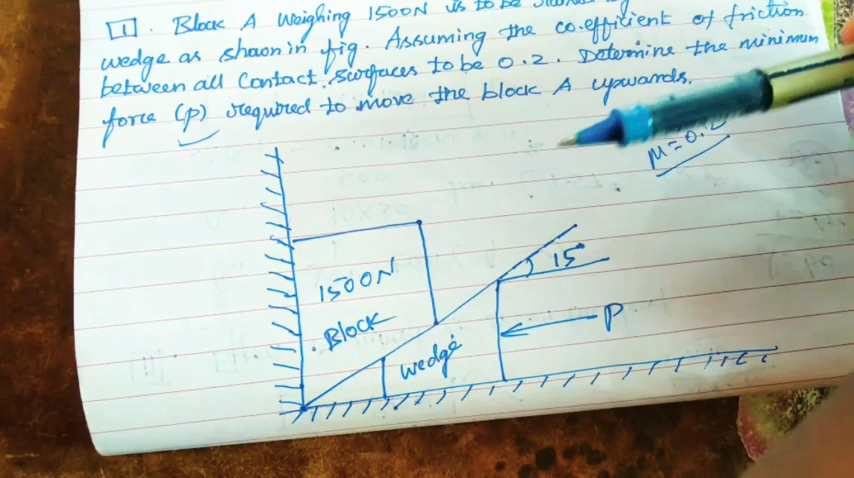 1. Block A Weighing 1500N is to be
wedge as shown in fig. Assuming the co.efficient of friction
between all Contact Surfaces to be 0.2. Determine the minimum
force (p) required to move the block A upwards.
M=0.2
15°
1500N
Block
P
wedge